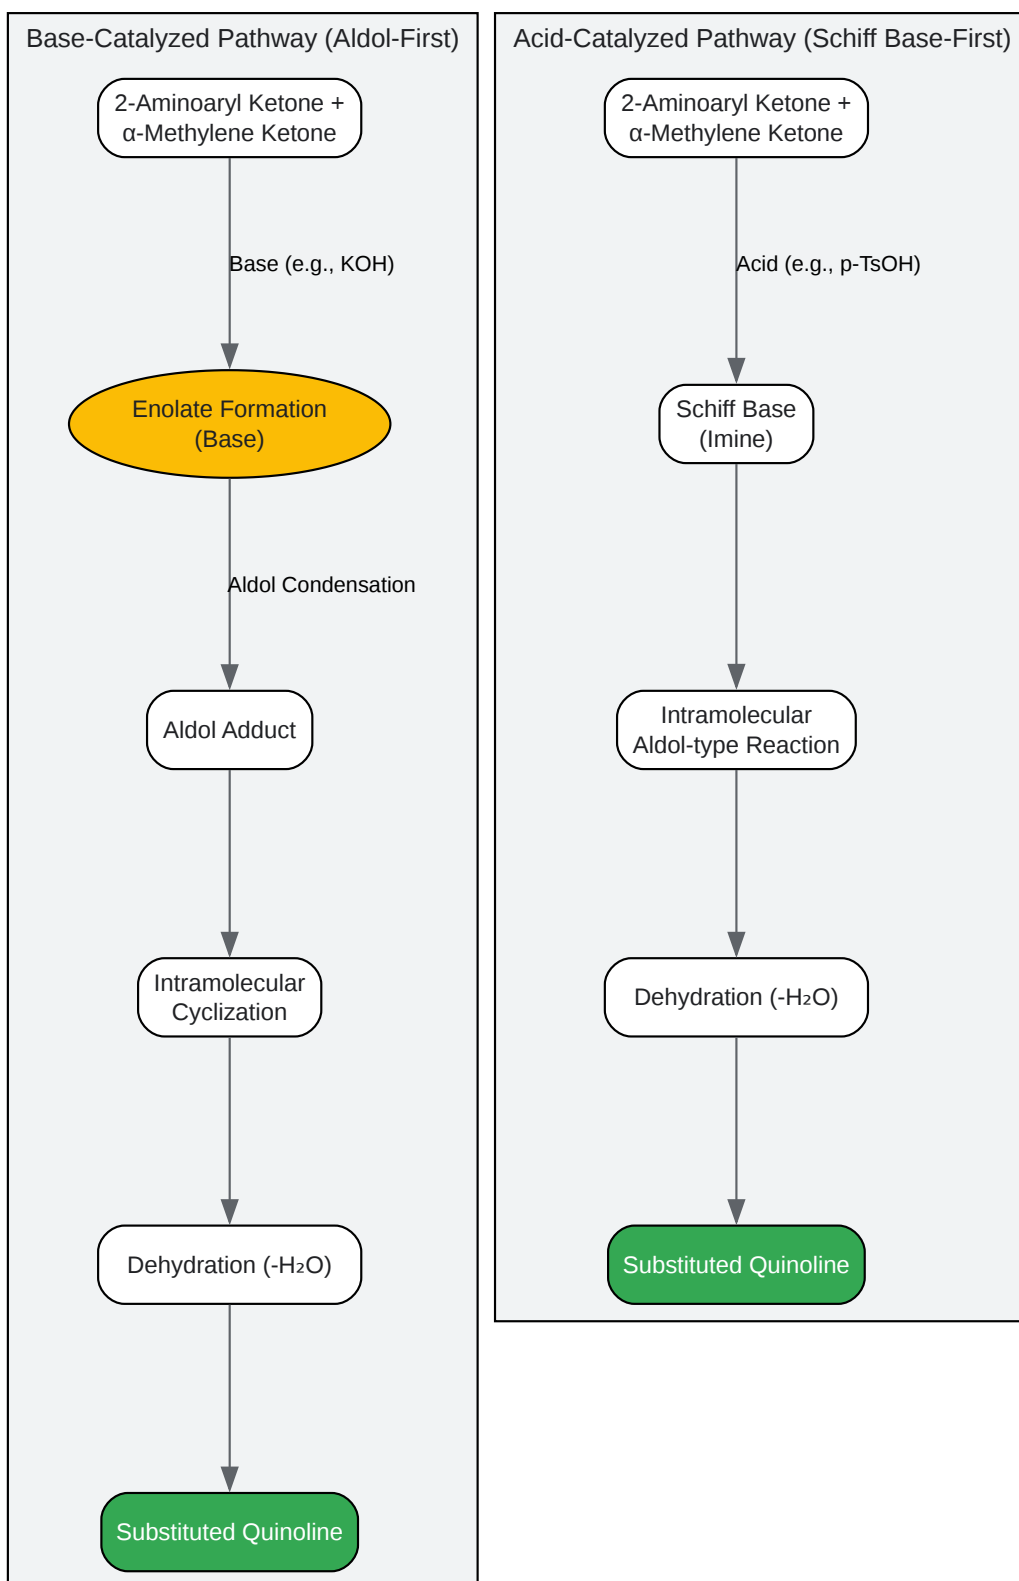 Base-Catalyzed Pathway (Aldol-First)
2-Aminoaryl Ketone +
α-Methylene Ketone
Base (e.g., KOH)
Enolate Formation
(Base)
Aldol Condensation
Aldol Adduct
Intramolecular
Cyclization
Dehydration (-H₂O)
Substituted Quinoline
Acid-Catalyzed Pathway (Schiff Base-First)
2-Aminoaryl Ketone +
α-Methylene Ketone
Acid (e.g., p-TsOH)
Schiff Base
(Imine)
Intramolecular
Aldol-type Reaction
Dehydration (-H₂O)
Substituted Quinoline